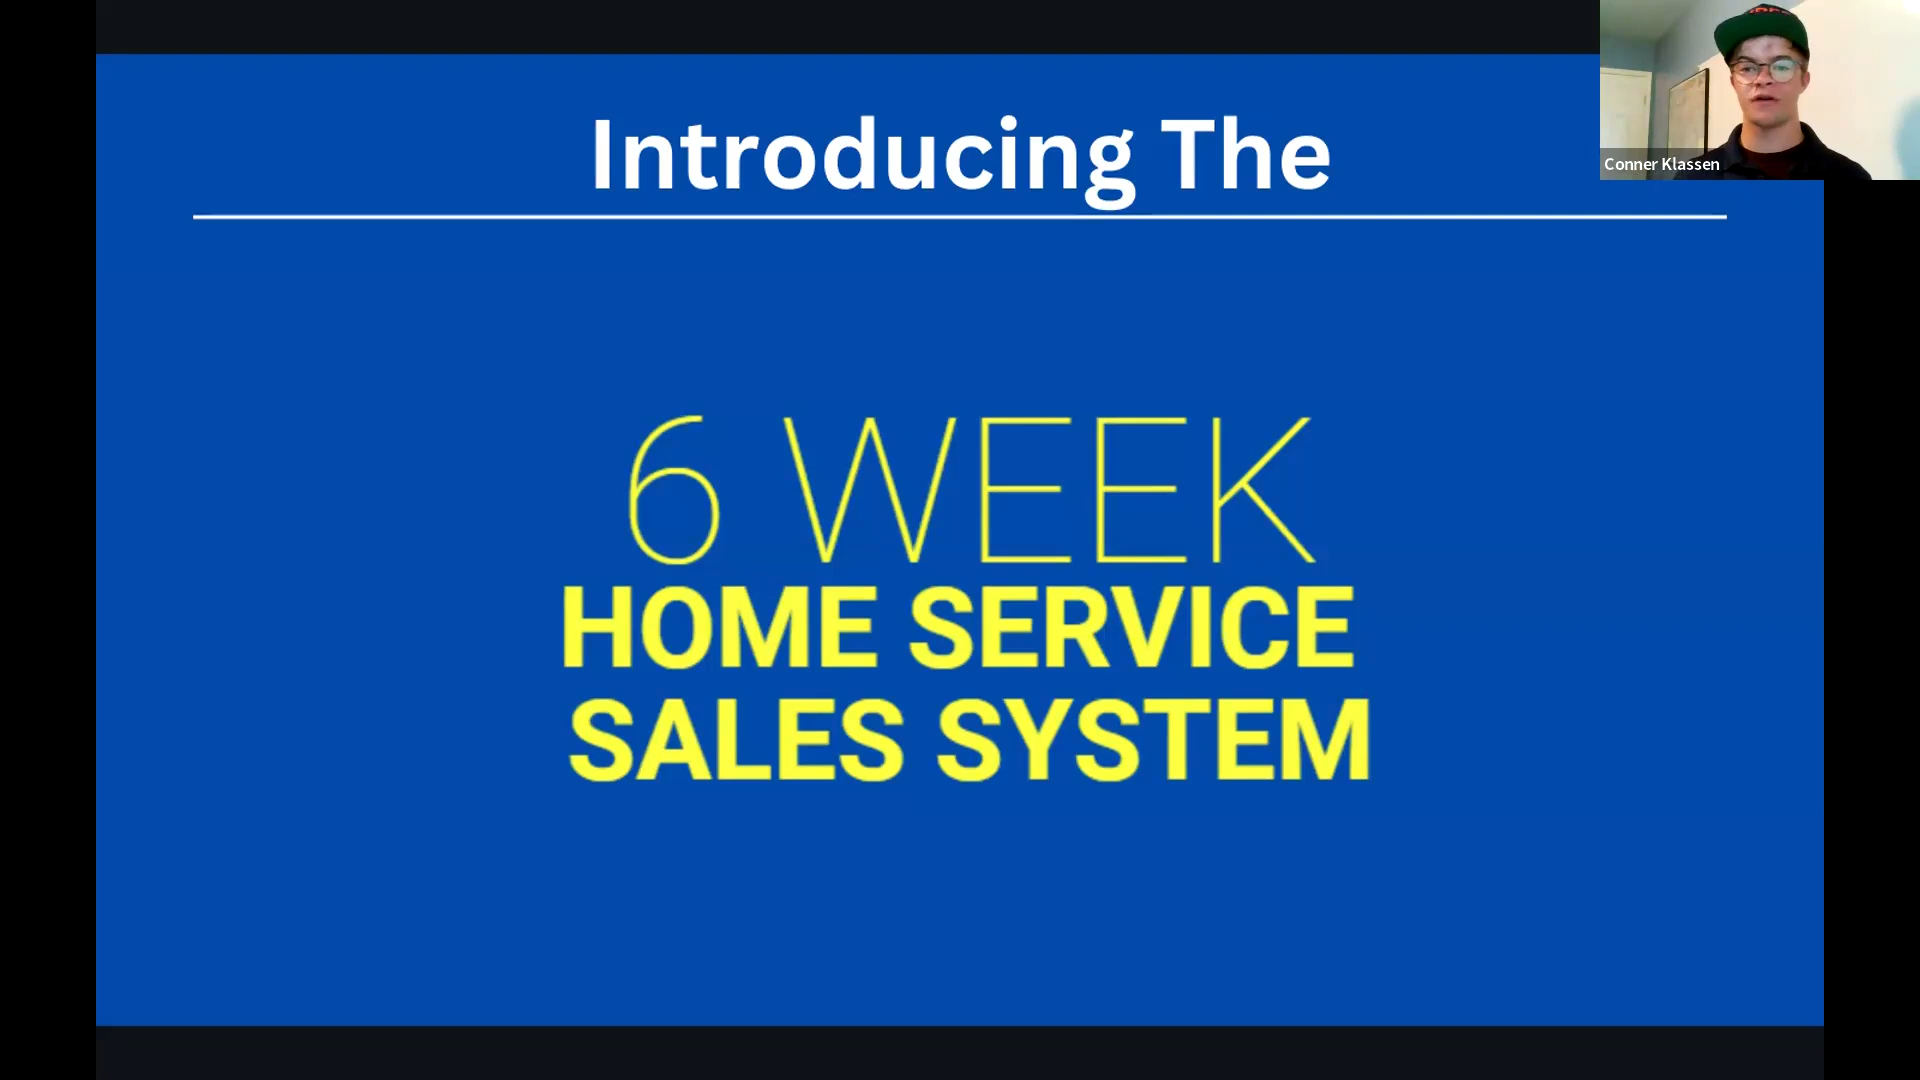 Introducing The
Conner Klassen
6 WEEK
HOME SERVICE
SALES SYSTEM